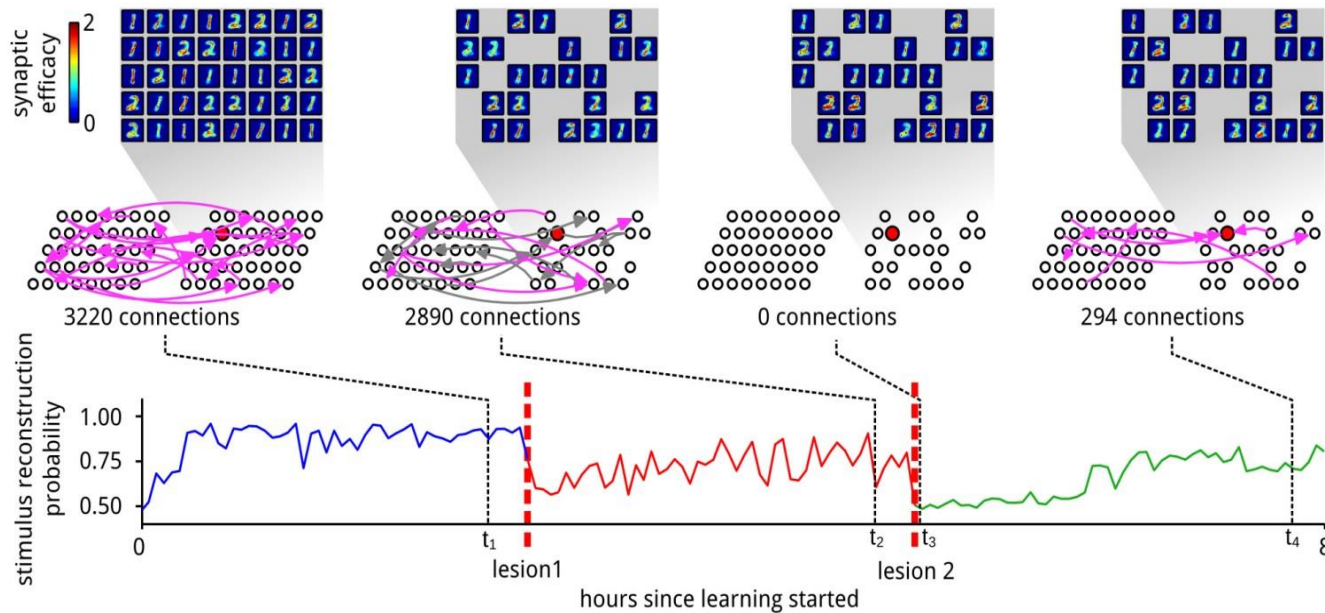 synaptic
efficacy
2
0
3220 connections
2890 connections
0 connections
294 connections
stimulus reconstruction
probability
1.00
0.75
0.50
0
t1
lesion1
t2
lesion 2
t3
t4
8
hours since learning started